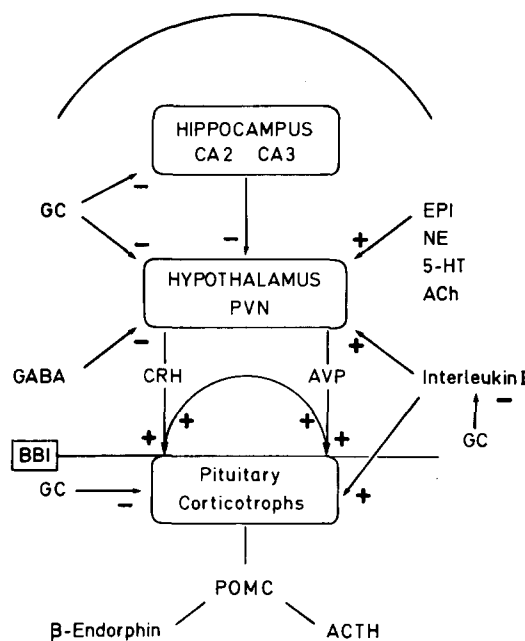 HIPPOCAMPUS
CA2 CA3
GC
−
−
−
+
EPI
NE
5-HT
ACh
HYPOTHALAMUS
PVN
−
+
GABA
CRH
AVP
Interleukin I
−
GC
+
+
+
+
BBI
GC
−
Pituitary
Corticotrophs
+
POMC
β-Endorphin
ACTH